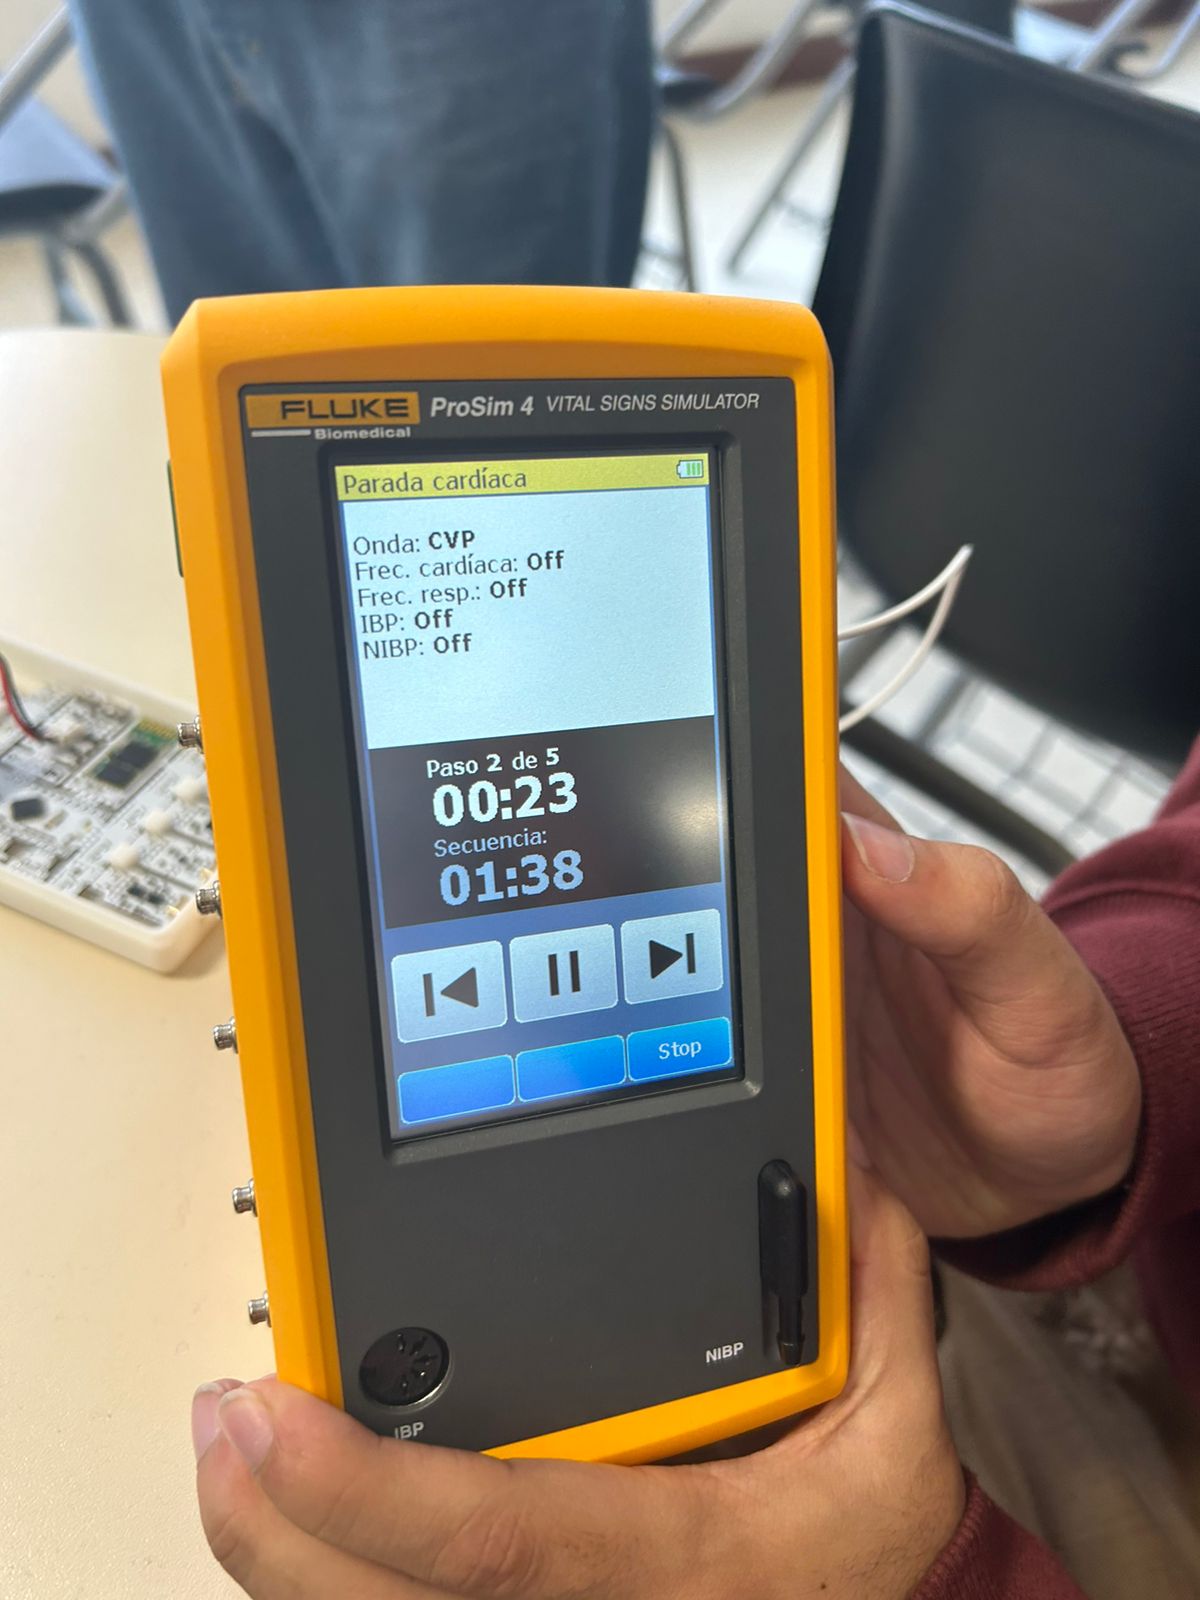 FLUKE ProSim 4 VITAL SIGNS SIMULATOR
Biomedical
Parada cardíaca
Onda: CVP
Frec. cardíaca: Off
Frec. resp.: Off
IBP: Off
NIBP: Off
Paso 2 de 5
00:23
Secuencia:
01:38
Stop
NIBP
IBP